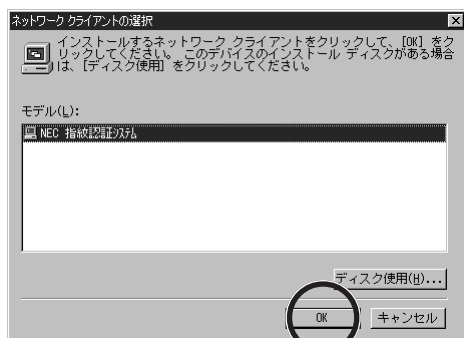 ネットワーク クライアントの選択
インストールするネットワーク クライアントをクリックして、[OK] をク
リックしてください。 このデバイスのインストール ディスクがある場合
は、[ディスク使用] をクリックしてください。
モデル(L):
NEC 指紋認証ｼｽﾃﾑ
ディスク使用(H)...
OK
キャンセル